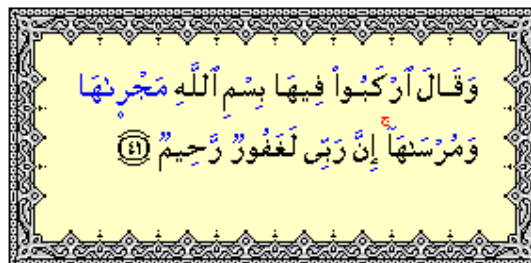 وَقَالَ ٱرْكَبُوا۟ فِيهَا بِسْمِ ٱللَّهِ مَجْر۪ىٰهَا
وَمُرْسَىٰهَآ ۚ إِنَّ رَبِّى لَغَفُورٌ رَّحِيمٌ ﴿٤١﴾